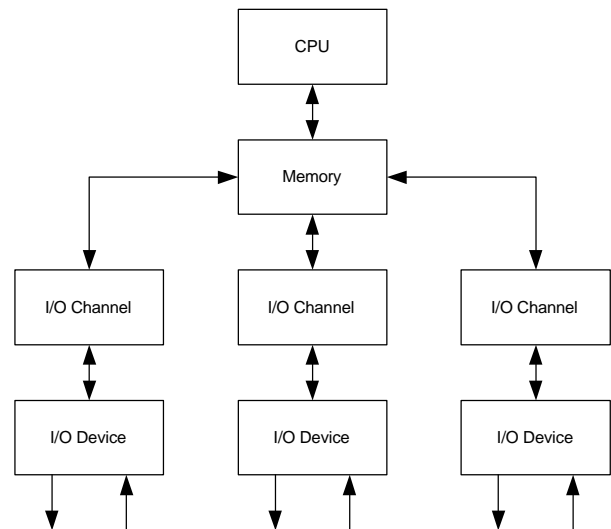 CPU
Memory
I/O Channel
I/O Channel
I/O Channel
I/O Device
I/O Device
I/O Device